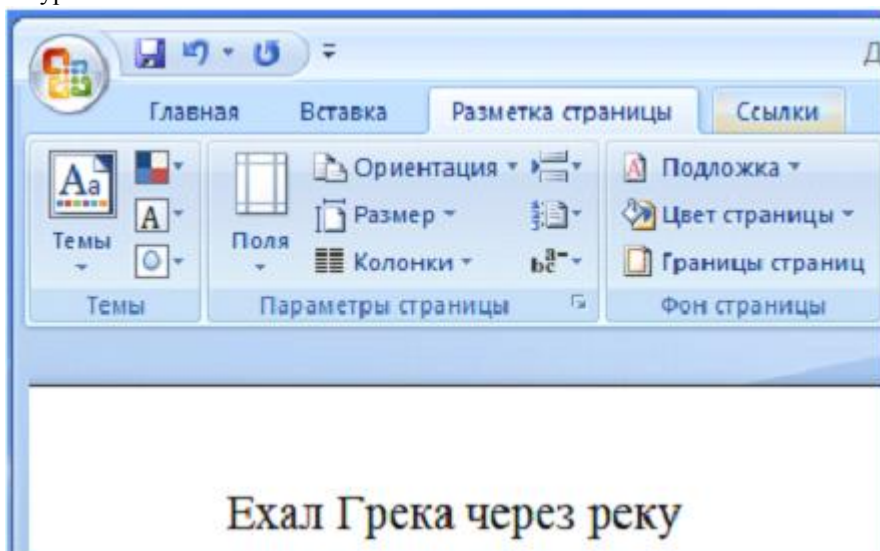 Главная Вставка Разметка страницы Ссылки
Ориентация Подложка
Размер Цвет страницы
Темы Поля Колонки Границы страниц
Темы Параметры страницы Фон страницы
Ехал Грека через реку